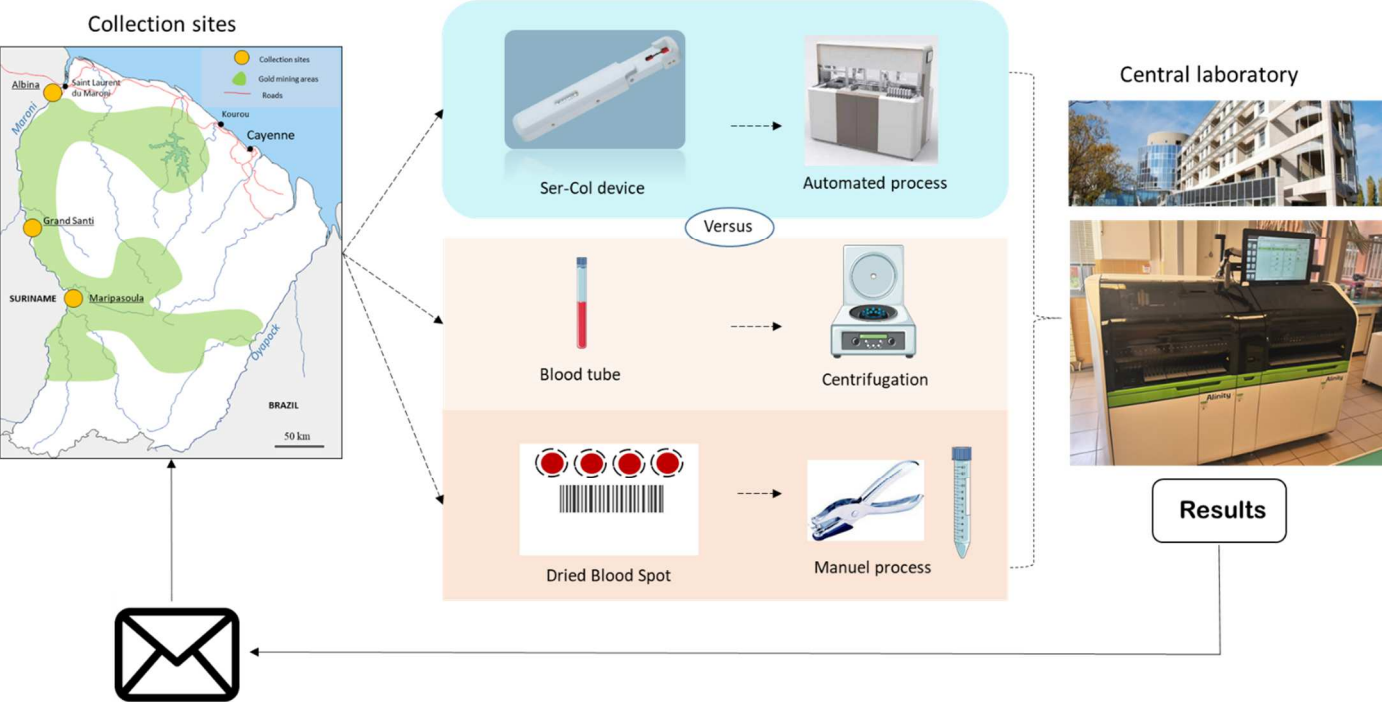 Collection sites
Collection sites
Gold mining areas
Roads
Albina
Saint Laurent
du Maroni
Maroni
Kourou
Cayenne
Grand Santi
SURINAME
Maripasoula
Oyapock
BRAZIL
50 km
Ser-Col device
Automated process
Versus
Blood tube
Centrifugation
Dried Blood Spot
Manuel process
Central laboratory
Alinity
Alinity
Results